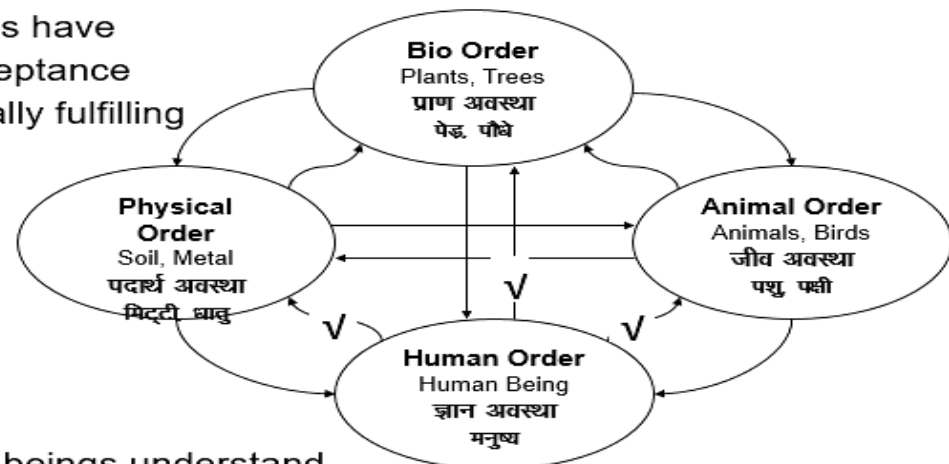 s have
eptance
ally fulfilling
Bio Order
Plants, Trees
प्राण अवस्था
पेड़, पौधे
Physical
Order
Soil, Metal
पदार्थ अवस्था
मिट्टी, धातु
Animal Order
Animals, Birds
जीव अवस्था
पशु, पक्षी
√
√
√
Human Order
Human Being
ज्ञान अवस्था
मनुष्य
beings understand